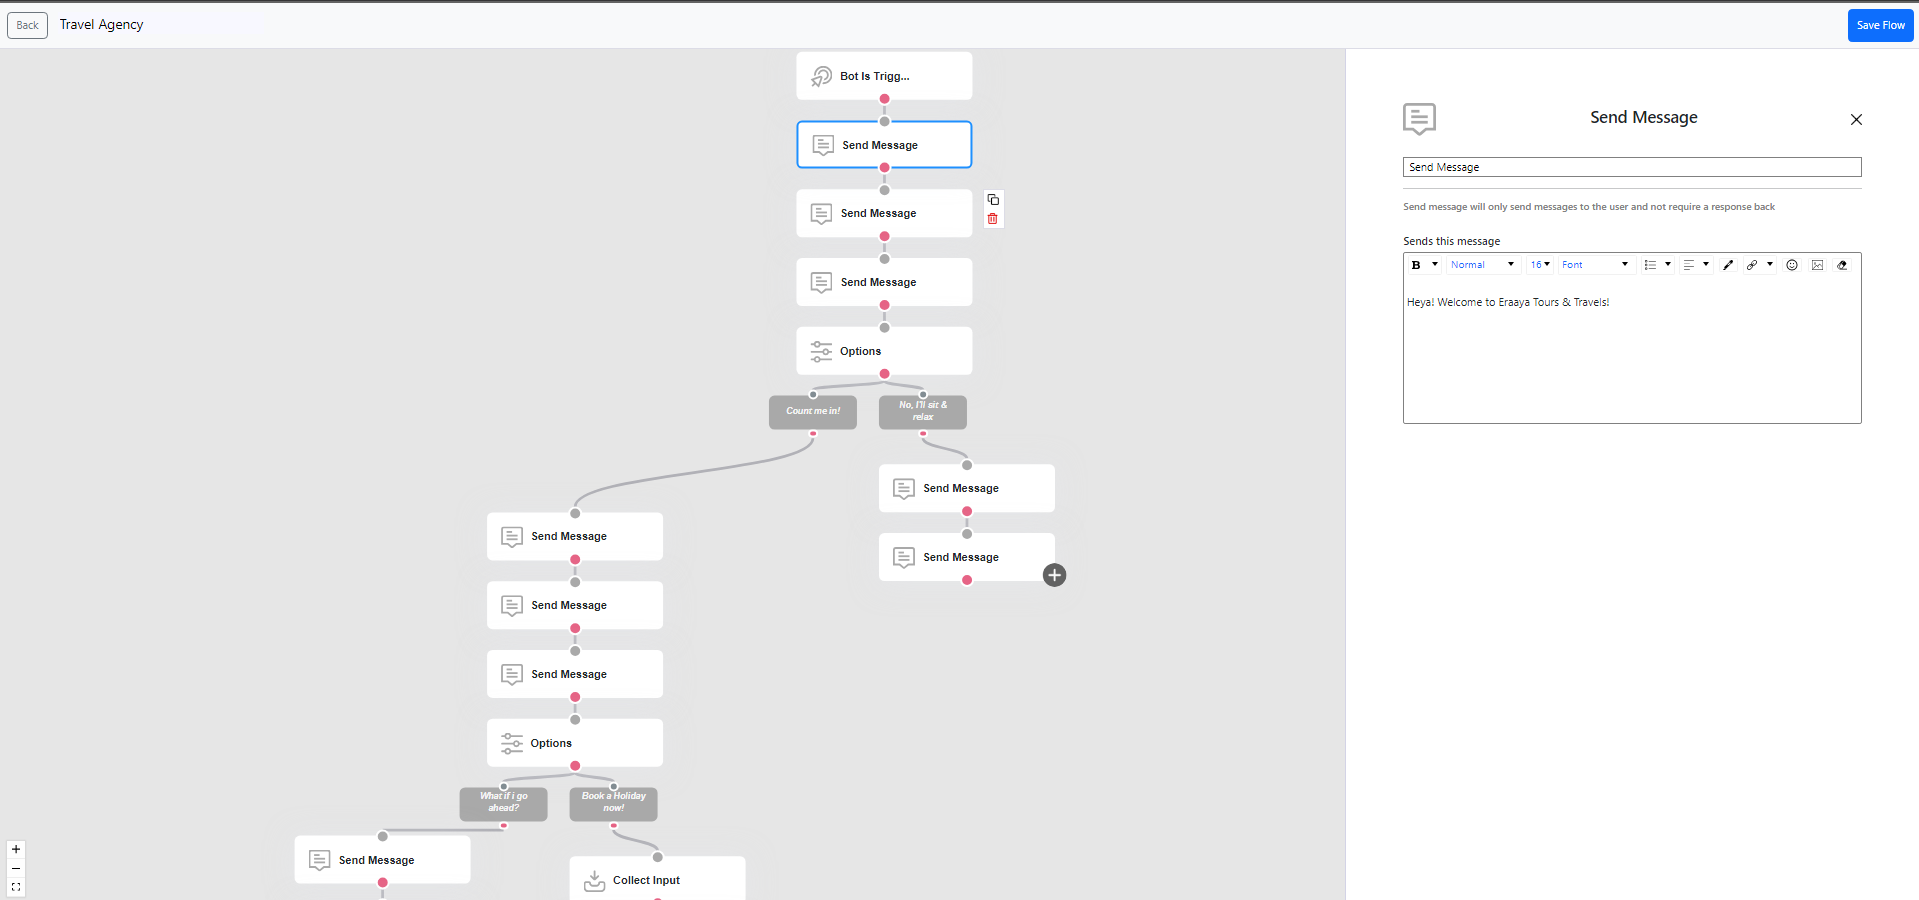 Back
Travel Agency
Save Flow
Bot Is Trigg...
Send Message
Send Message
Send Message
Options
Count me in!
No, I'll sit &
relax
Send Message
Send Message
Send Message
Send Message
Send Message
Options
What if i go
ahead?
Book a Holiday
now!
Send Message
Collect Input
Send Message
Send Message
Send message will only send messages to the user and not require a response back
Sends this message
B
Normal
16
Font
Heya! Welcome to Eraaya Tours & Travels!